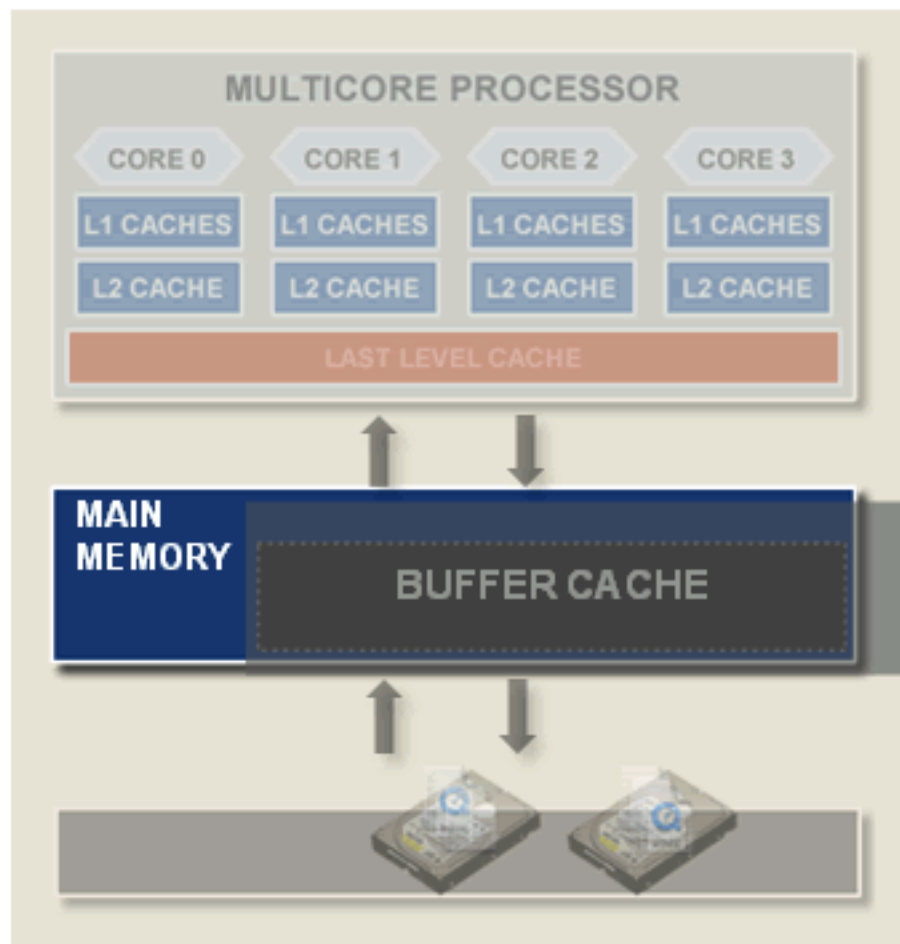 MULTICORE PROCESSOR
CORE 0 CORE 1 CORE 2 CORE 3
L1 CACHES L1 CACHES L1 CACHES L1 CACHES
L2 CACHE L2 CACHE L2 CACHE L2 CACHE
LAST LEVEL CACHE
MAIN
MEMORY
BUFFER CACHE